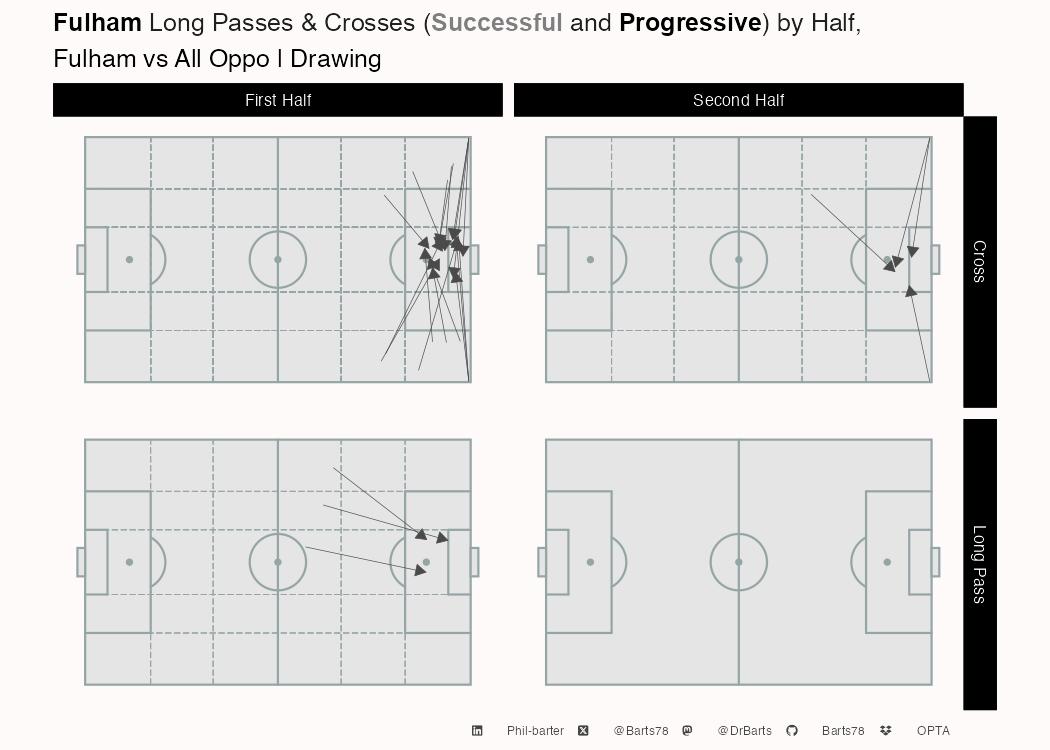 Fulham Long Passes & Crosses (Successful and Progressive) by Half,
Fulham vs All Oppo | Drawing
First Half
Second Half
Cross
Long Pass
Phil-barter @Barts78 @DrBarts Barts78 OPTA